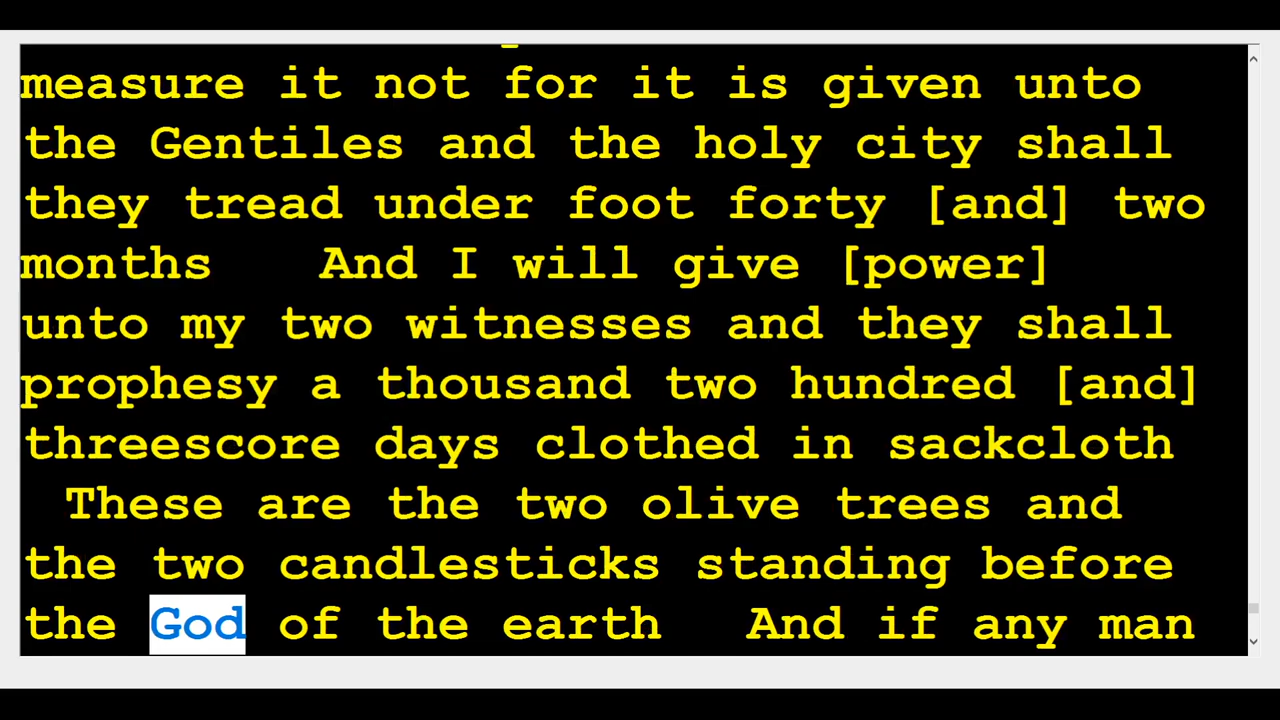 measure it not for it is given unto
the Gentiles and the holy city shall
they tread under foot forty [and] two
months And I will give [power]
unto my two witnesses and they shall
prophesy a thousand two hundred [and]
threescore days clothed in sackcloth
These are the two olive trees and
the two candlesticks standing before
the God of the earth And if any man